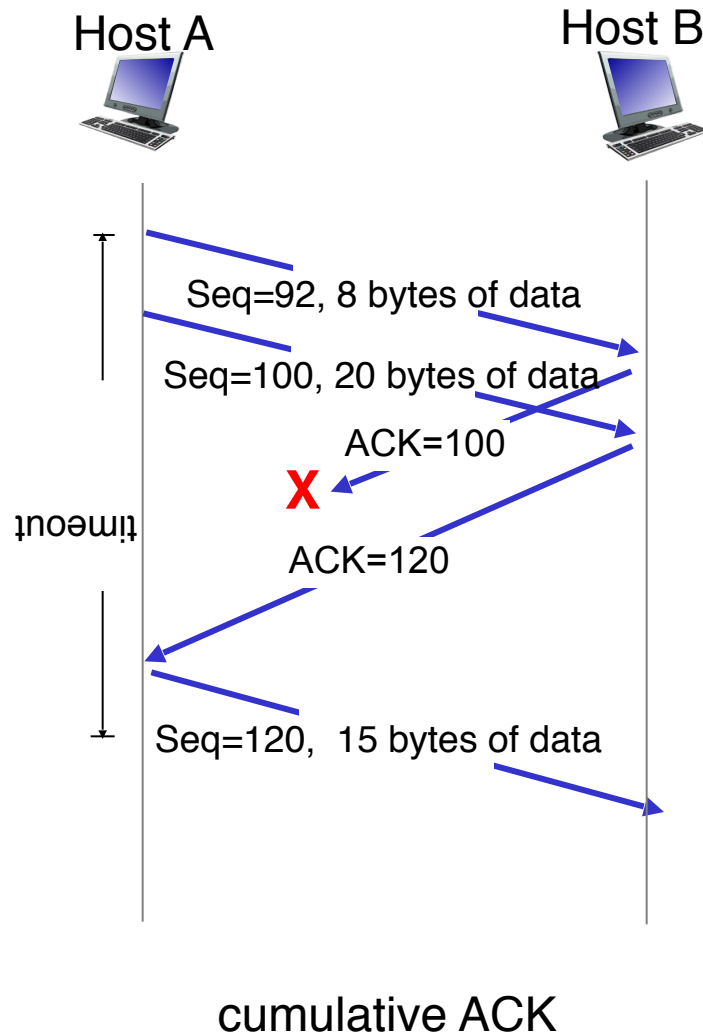 Host A
Host B
Seq=92, 8 bytes of data
Seq=100, 20 bytes of data
ACK=100
X
timeout
ACK=120
Seq=120, 15 bytes of data
cumulative ACK